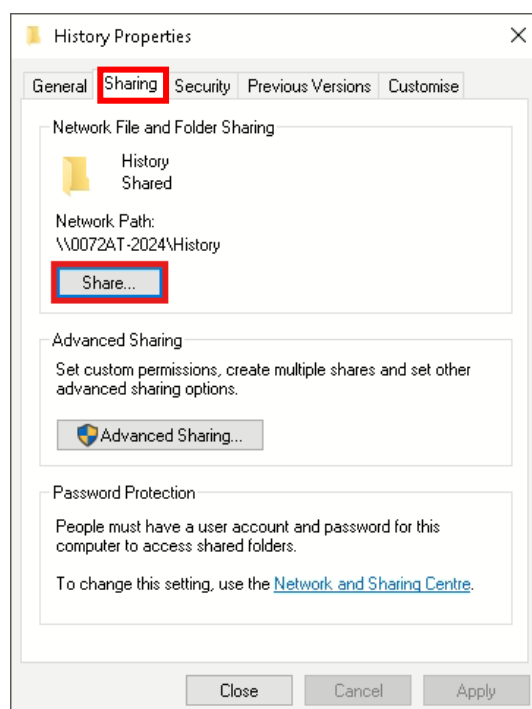 History Properties
General Sharing Security Previous Versions Customise
Network File and Folder Sharing
History
Shared
Network Path:
\\0072AT-2024\History
Share...
Advanced Sharing
Set custom permissions, create multiple shares and set other
advanced sharing options.
Advanced Sharing...
Password Protection
People must have a user account and password for this
computer to access shared folders.
To change this setting, use the Network and Sharing Centre.
Close Cancel Apply